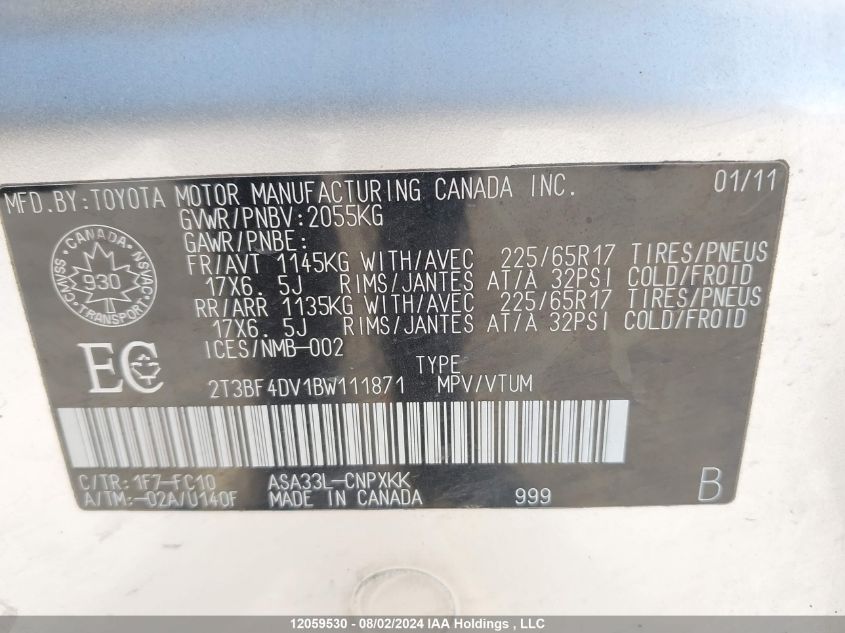 MFD.BY:TOYOTA MOTOR MANUFACTURING CANADA INC. 01/11
GVWR/PNBV:2055KG
GAWR/PNBE:
FR/AVT 1145KG WITH/AVEC 225/65R17 TIRES/PNEUS
17X6.5J RIMS/JANTES AT/A 32PSI COLD/FROID
RR/ARR 1135KG WITH/AVEC 225/65R17 TIRES/PNEUS
17X6.5J RIMS/JANTES AT/A 32PSI COLD/FROID
ICES/NMB-002
CANADA
CMVSS NSVAC
930
TRANSPORT
EC
TYPE
2T3BF4DV1BW111871 MPV/VTUM
C/TR:1F7-FC10 ASA33L-CNPXKK
A/TM:-02A/U140F MADE IN CANADA 999 B
12059530 - 08/02/2024 IAA Holdings , LLC